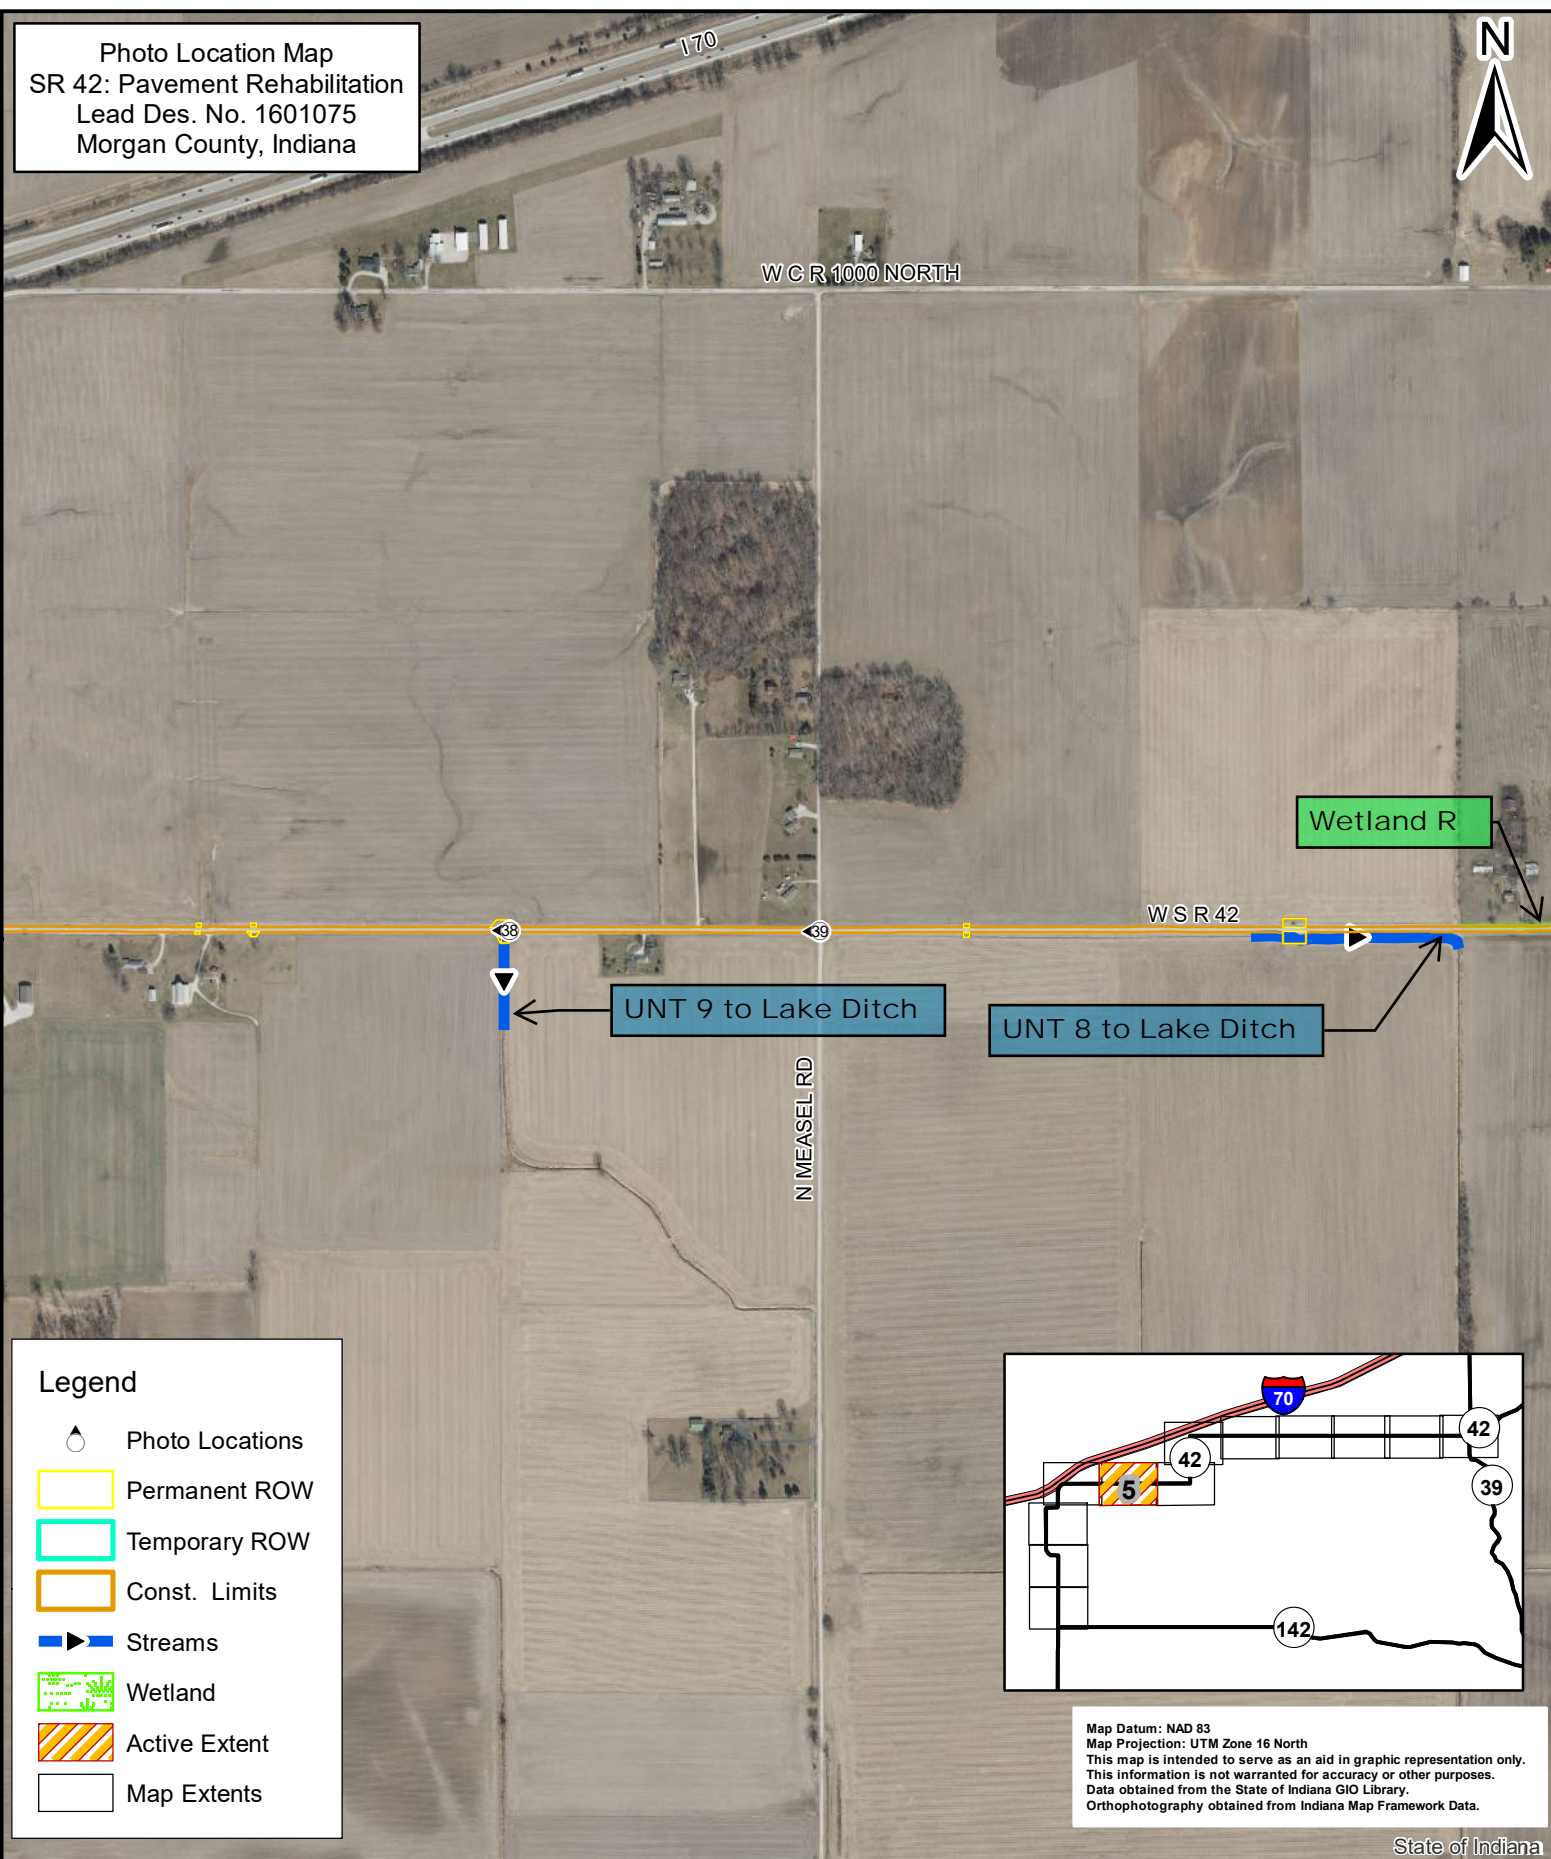 Photo Location Map
SR 42: Pavement Rehabilitation
Lead Des. No. 1601075
Morgan County, Indiana
I 70
N
W C R 1000 NORTH
Wetland R
W S R 42
38
39
UNT 9 to Lake Ditch
UNT 8 to Lake Ditch
N MEASEL RD
Legend
Photo Locations
Permanent ROW
Temporary ROW
Const. Limits
Streams
Wetland
Active Extent
Map Extents
70
42
42
5
39
142
Map Datum: NAD 83
Map Projection: UTM Zone 16 North
This map is intended to serve as an aid in graphic representation only.
This information is not warranted for accuracy or other purposes.
Data obtained from the State of Indiana GIO Library.
Orthophotography obtained from Indiana Map Framework Data.
State of Indiana